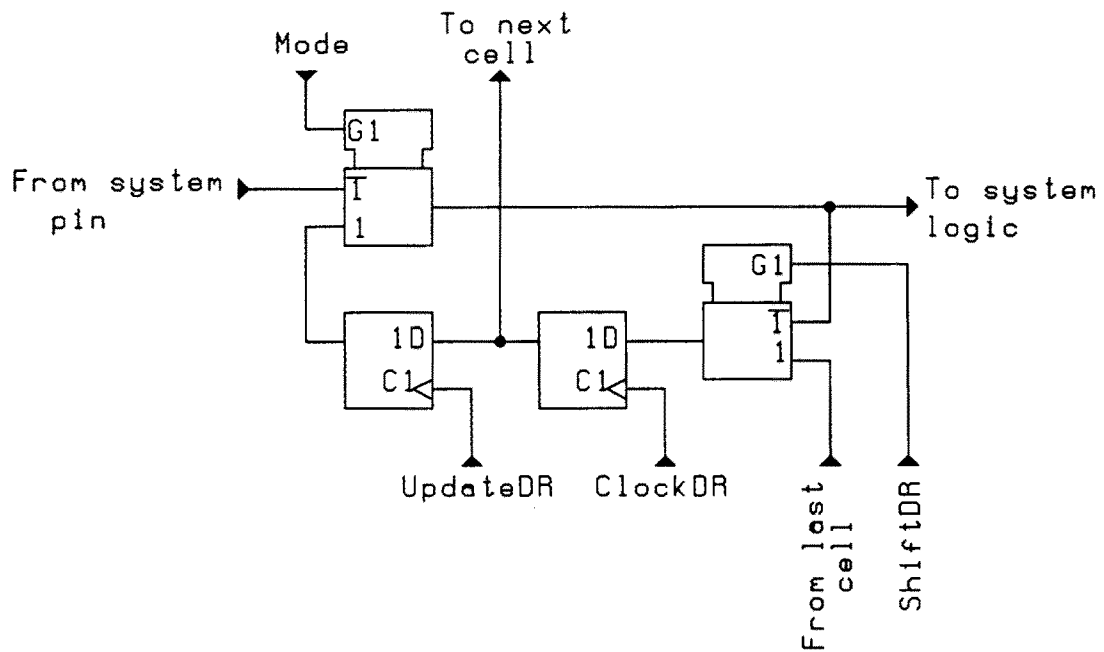 To next
cell
Mode
G1
From system
pin
1̅
1
To system
logic
G1
1̅
1
1D
C1
1D
C1
UpdateDR
ClockDR
From last
cell
ShiftDR